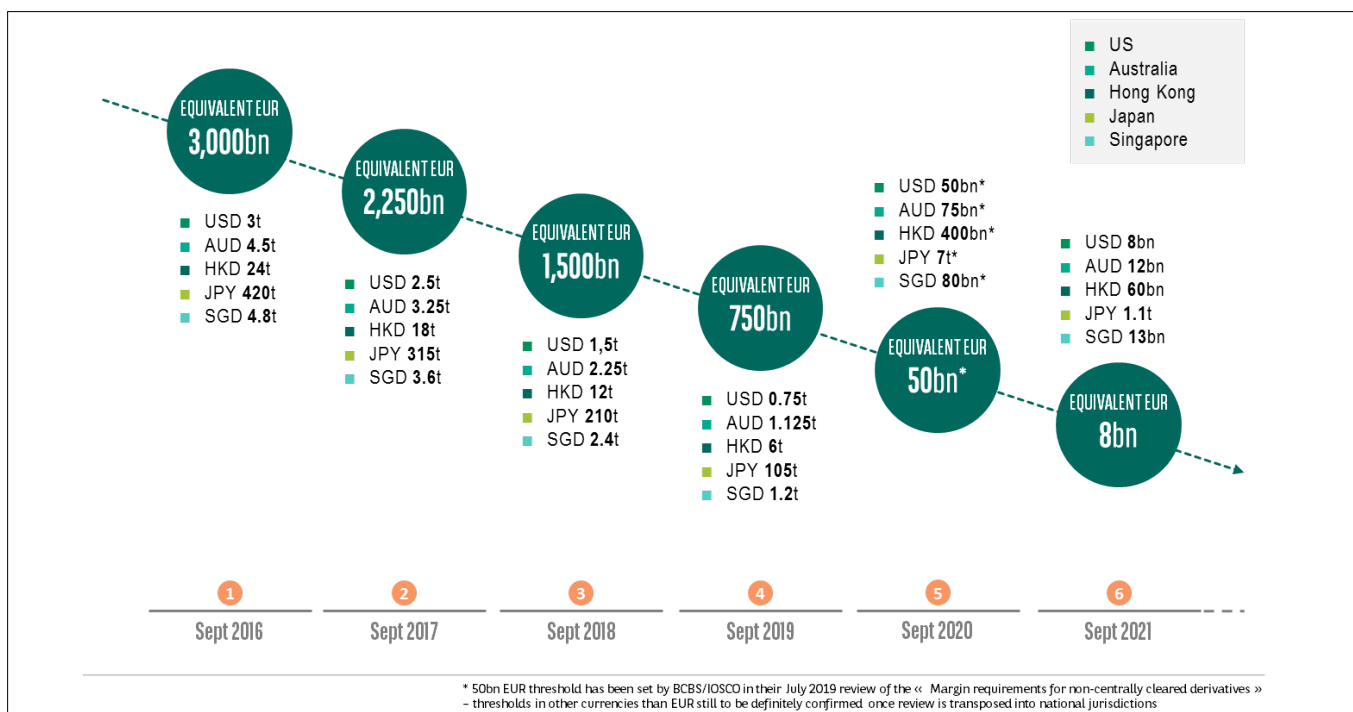 US
Australia
Hong Kong
Japan
Singapore
EQUIVALENT EUR
3,000bn
USD 3t
AUD 4.5t
HKD 24t
JPY 420t
SGD 4.8t
EQUIVALENT EUR
2,250bn
USD 2.5t
AUD 3.25t
HKD 18t
JPY 315t
SGD 3.6t
EQUIVALENT EUR
1,500bn
USD 1,5t
AUD 2.25t
HKD 12t
JPY 210t
SGD 2.4t
EQUIVALENT EUR
750bn
USD 0.75t
AUD 1.125t
HKD 6t
JPY 105t
SGD 1.2t
USD 50bn*
AUD 75bn*
HKD 400bn*
JPY 7t*
SGD 80bn*
EQUIVALENT EUR
50bn*
USD 8bn
AUD 12bn
HKD 60bn
JPY 1.1t
SGD 13bn
EQUIVALENT EUR
8bn
1
Sept 2016
2
Sept 2017
3
Sept 2018
4
Sept 2019
5
Sept 2020
6
Sept 2021
* 50bn EUR threshold has been set by BCBS/IOSCO in their July 2019 review of the « Margin requirements for non-centrally cleared derivatives »
– thresholds in other currencies than EUR still to be definitely confirmed once review is transposed into national jurisdictions